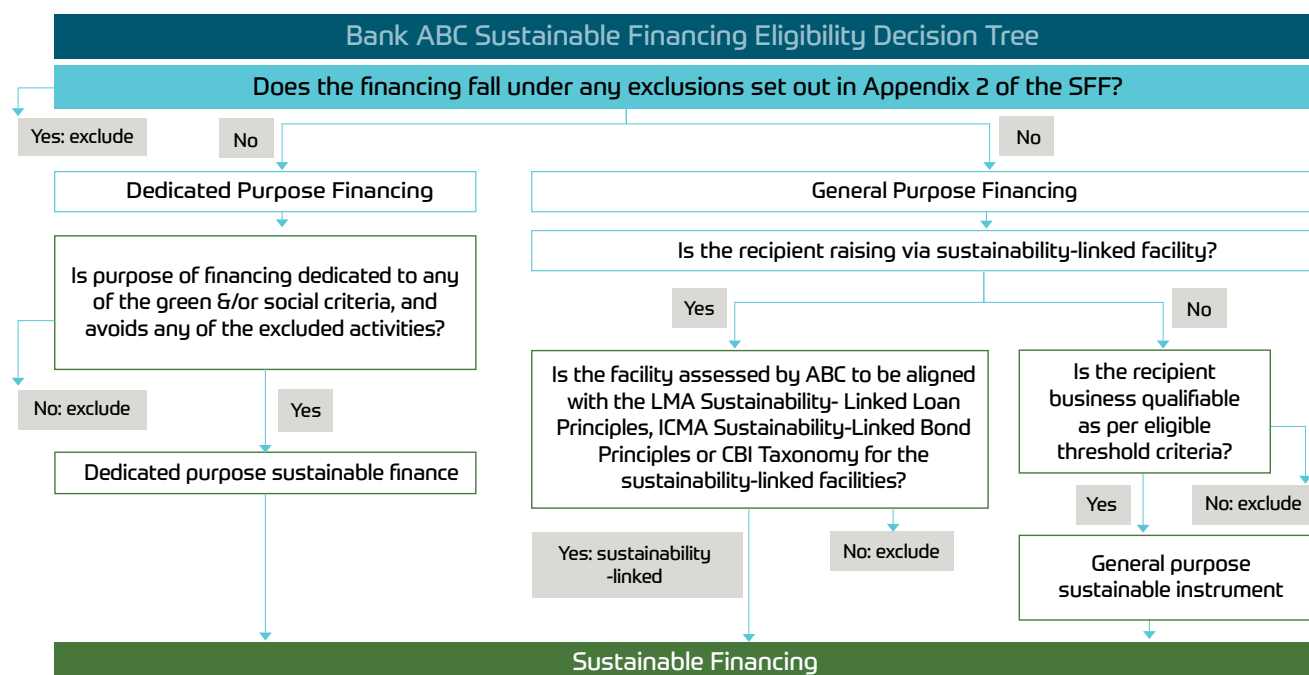 Bank ABC Sustainable Financing Eligibility Decision Tree
Does the financing fall under any exclusions set out in Appendix 2 of the SFF?
Yes: exclude
No
No
Dedicated Purpose Financing
General Purpose Financing
Is purpose of financing dedicated to any
of the green &/or social criteria, and
avoids any of the excluded activities?
Is the recipient raising via sustainability-linked facility?
Yes
No
No: exclude
Yes
Is the facility assessed by ABC to be aligned
with the LMA Sustainability- Linked Loan
Principles, ICMA Sustainability-Linked Bond
Principles or CBI Taxonomy for the
sustainability-linked facilities?
Is the recipient
business qualifiable
as per eligible
threshold criteria?
Dedicated purpose sustainable finance
Yes: sustainability
-linked
No: exclude
Yes
No: exclude
General purpose
sustainable instrument
Sustainable Financing